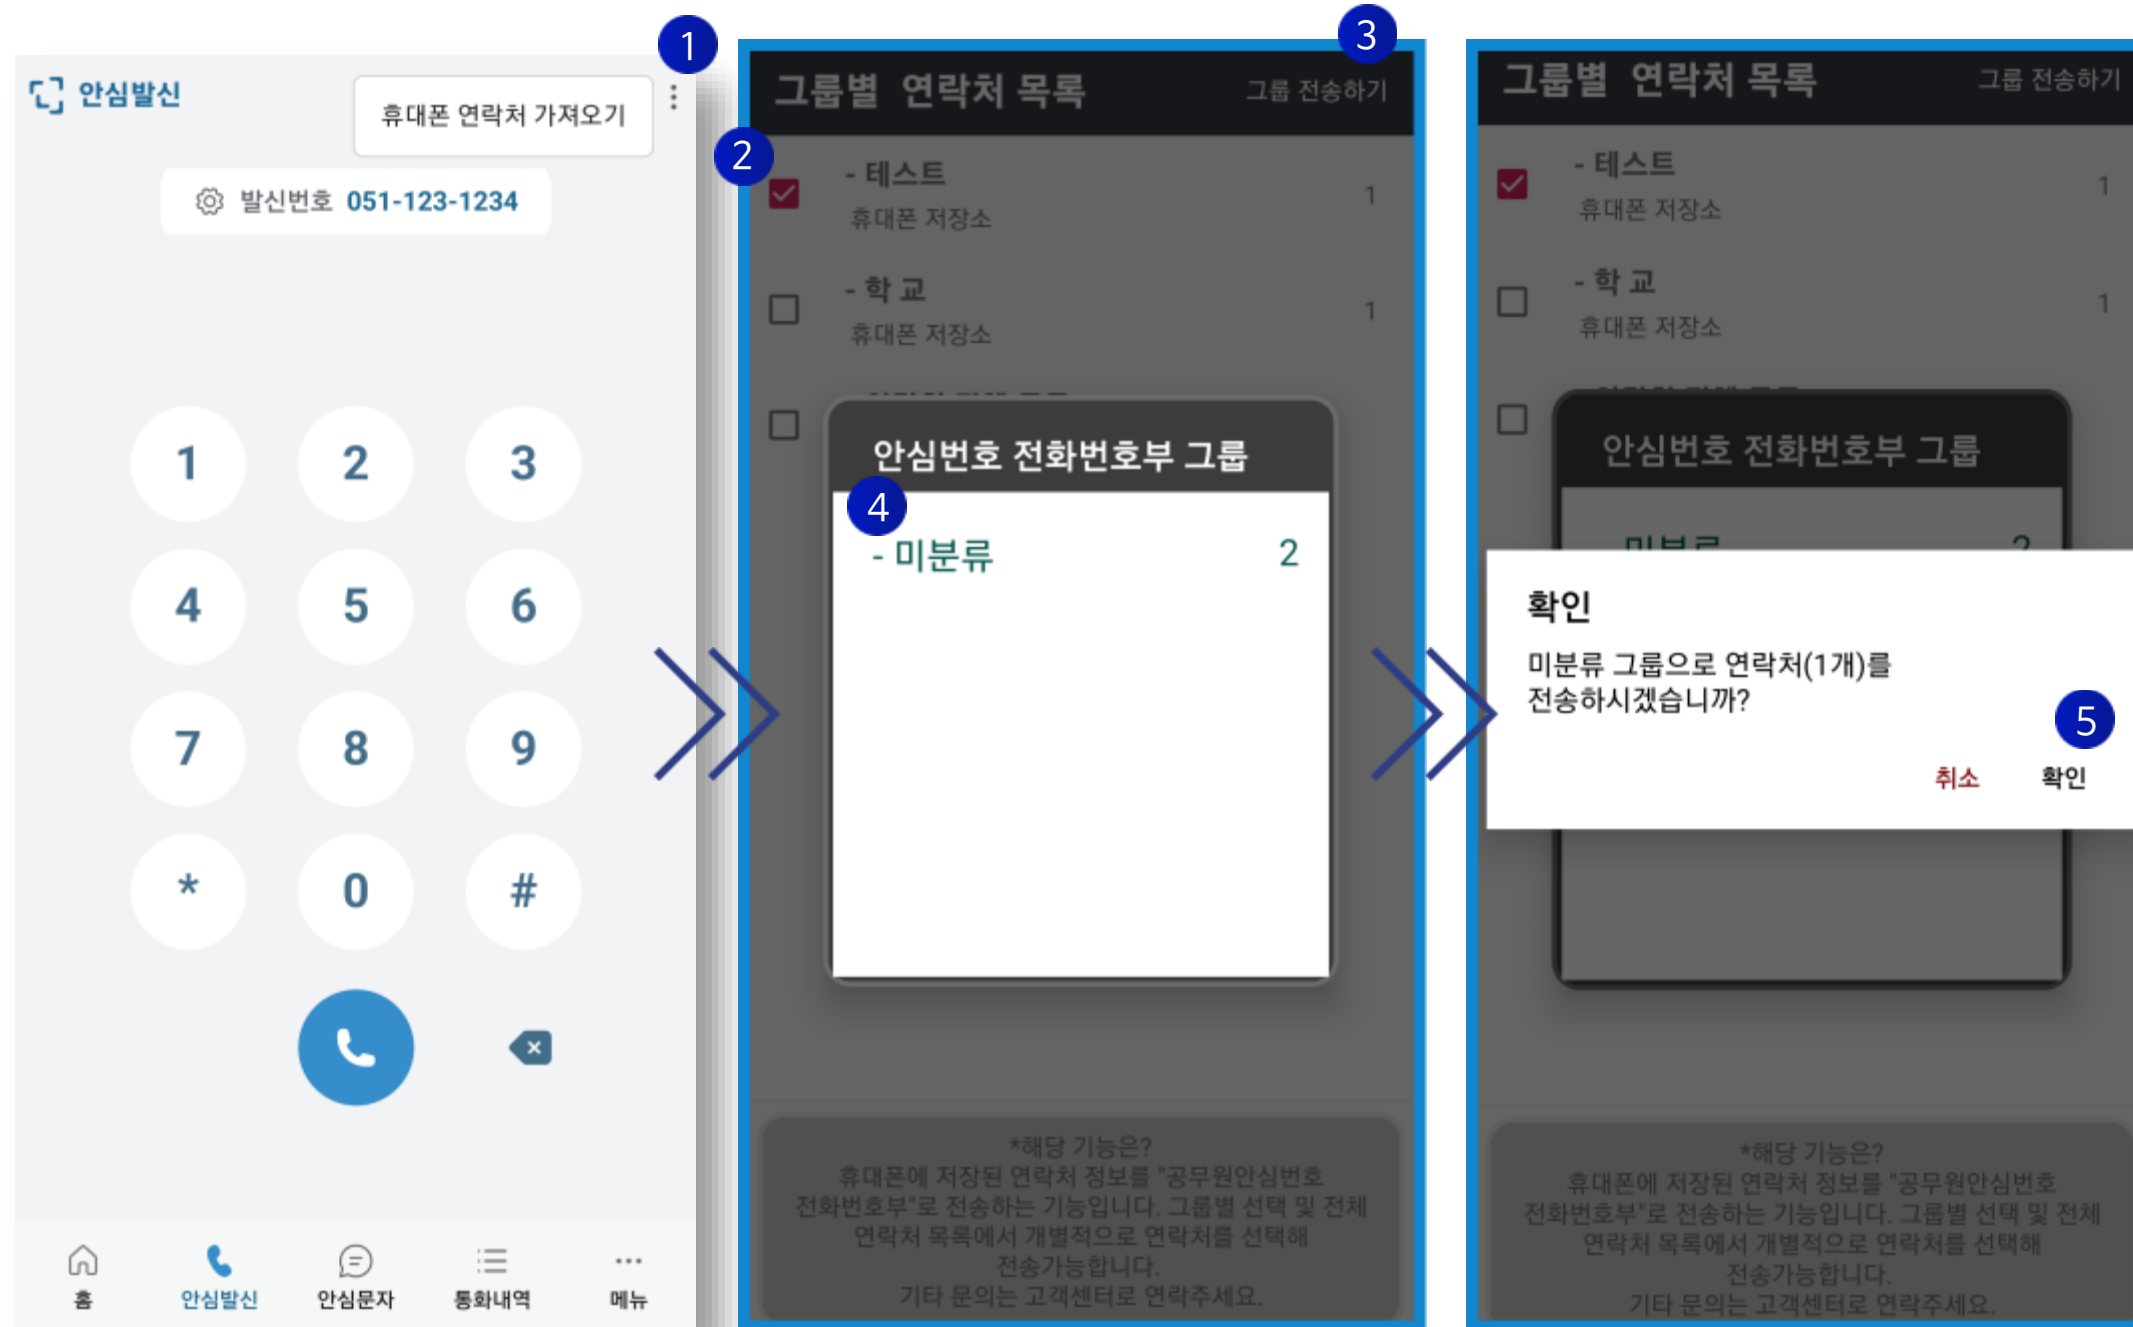 1
안심발신
휴대폰 연락처 가져오기
발신번호 051-123-1234
1 2 3
4 5 6
7 8 9
* 0 #
홈 안심발신 안심문자 통화내역 메뉴
3
그룹별 연락처 목록 그룹 전송하기
2
- 테스트
휴대폰 저장소
1
- 학 교
휴대폰 저장소
1
안심번호 전화번호부 그룹
4
- 미분류 2
*해당 기능은?
휴대폰에 저장된 연락처 정보를 "공무원안심번호
전화번호부"로 전송하는 기능입니다. 그룹별 선택 및 전체
연락처 목록에서 개별적으로 연락처를 선택해
전송가능합니다.
기타 문의는 고객센터로 연락주세요.
그룹별 연락처 목록 그룹 전송하기
- 테스트
휴대폰 저장소
1
- 학 교
휴대폰 저장소
1
안심번호 전화번호부 그룹
미분류 2
확인
미분류 그룹으로 연락처(1개)를
전송하시겠습니까?
5
취소 확인
*해당 기능은?
휴대폰에 저장된 연락처 정보를 "공무원안심번호
전화번호부"로 전송하는 기능입니다. 그룹별 선택 및 전체
연락처 목록에서 개별적으로 연락처를 선택해
전송가능합니다.
기타 문의는 고객센터로 연락주세요.